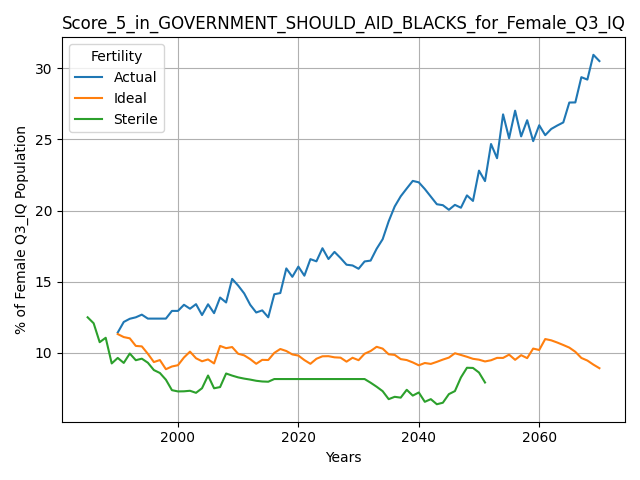 Score_5_in_GOVERNMENT_SHOULD_AID_BLACKS_for_Female_Q3_IQ
Fertility
Actual
Ideal
Sterile
% of Female Q3_IQ Population
30
25
20
15
10
2000 2020 2040 2060
Years